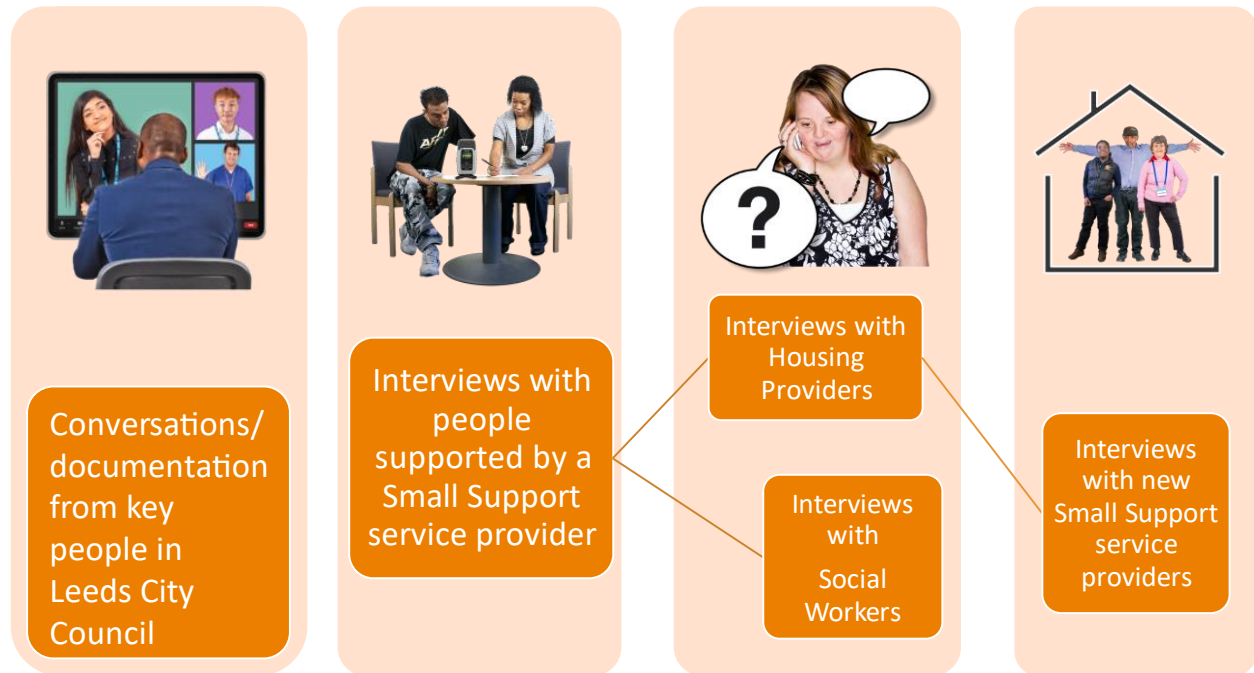 ?
Conversations/
documentation
from key
people in
Leeds City
Council
Interviews with
people
supported by a
Small Support
service provider
Interviews with
Housing
Providers
Interviews
with
Social
Workers
Interviews
with new
Small Support
service
providers